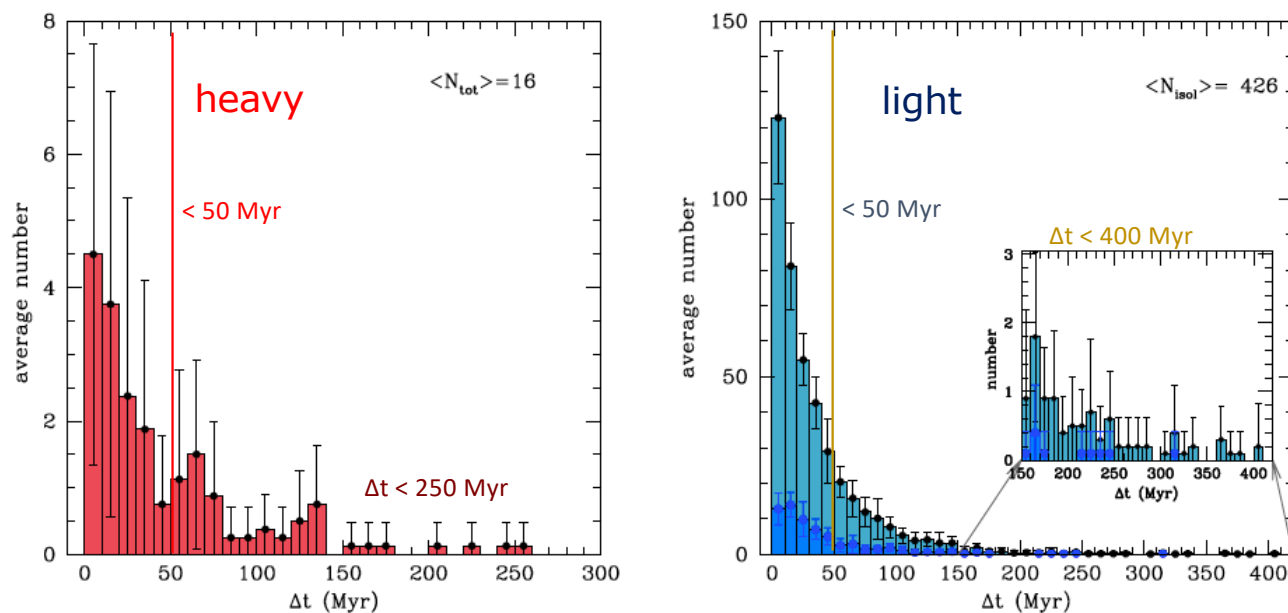 8
6
4
2
0
average number
0
50
100
150
200
250
300
Δt (Myr)
heavy
<N_tot>=16
< 50 Myr
Δt < 250 Myr
150
100
50
0
average number
0
50
100
150
200
250
300
350
400
Δt (Myr)
light
<N_isol>= 426
< 50 Myr
Δt < 400 Myr
3
2
1
0
number
150
200
250
300
350
400
Δt (Myr)